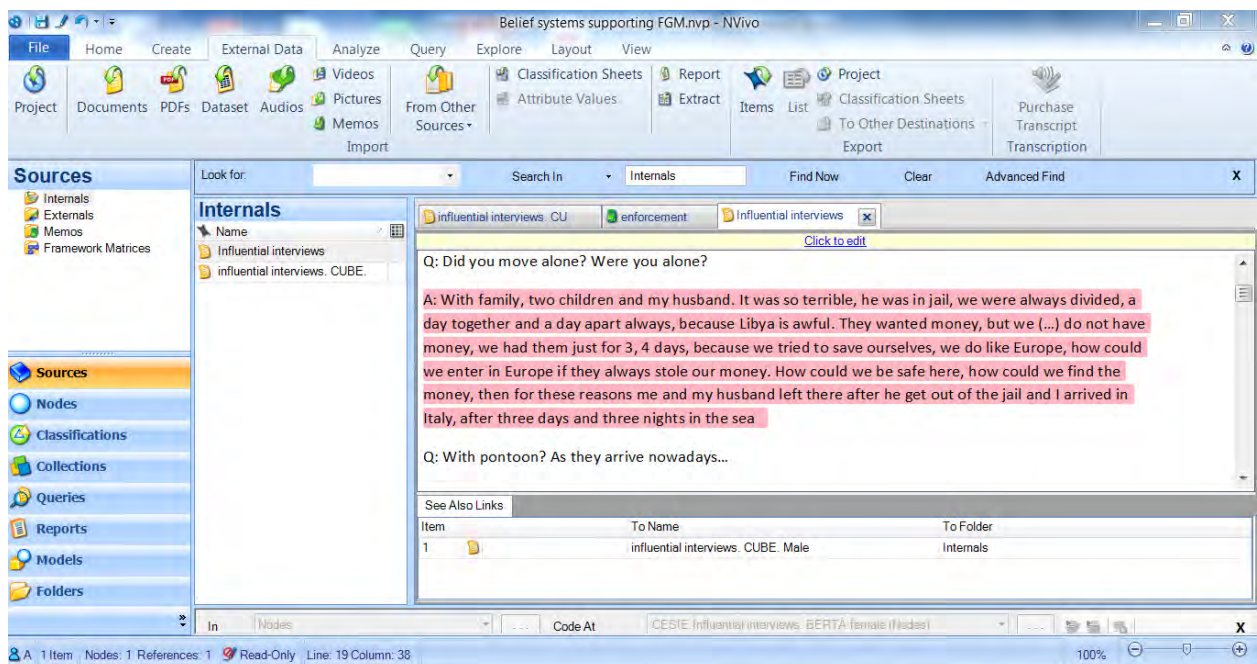 Belief systems supporting FGM.nvp - NVivo
File Home Create External Data Analyze Query Explore Layout View
Project Documents PDFs Dataset Audios
Videos
Pictures
Memos
Import
From Other Sources
Classification Sheets
Attribute Values
Report
Extract
Items List
Project
Classification Sheets
To Other Destinations
Export
Purchase Transcript
Transcription
Sources
Internals
Externals
Memos
Framework Matrices
Sources
Nodes
Classifications
Collections
Queries
Reports
Models
Folders
Look for: Search In Internals Find Now Clear Advanced Find X
Internals
Name
Influential interviews
influential interviews. CUBE.
influential interviews. CU enforcement Influential interviews x
Click to edit
Q: Did you move alone? Were you alone?
A: With family, two children and my husband. It was so terrible, he was in jail, we were always divided, a
day together and a day apart always, because Libya is awful. They wanted money, but we (...) do not have
money, we had them just for 3, 4 days, because we tried to save ourselves, we do like Europe, how could
we enter in Europe if they always stole our money. How could we be safe here, how could we find the
money, then for these reasons me and my husband left there after he get out of the jail and I arrived in
Italy, after three days and three nights in the sea
Q: With pontoon? As they arrive nowadays…
See Also Links
Item To Name To Folder
1 influential interviews. CUBE. Male Internals
In Nodes ... Code At CESIE Influential interviews. BERTA female (Nodes) ... X
A 1 Item Nodes: 1 References: 1 Read-Only Line: 19 Column: 38 100%